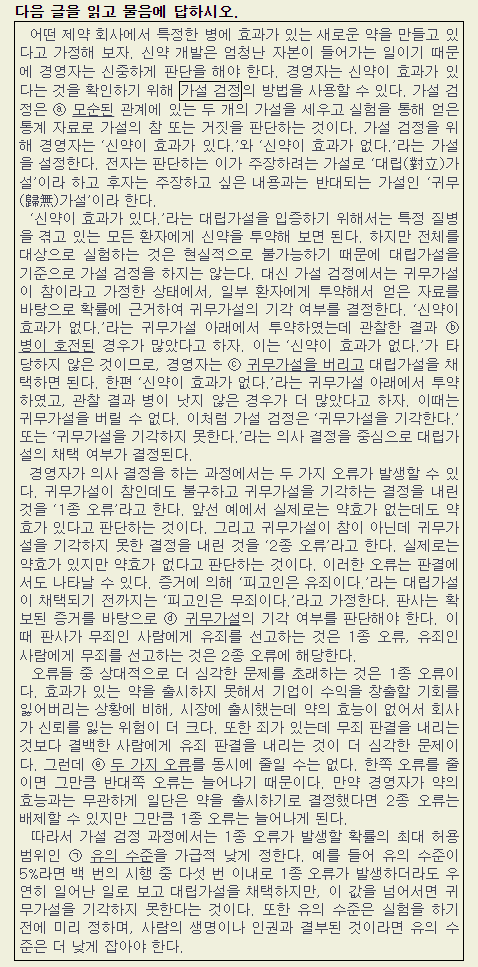 다음 글을 읽고 물음에 답하시오.
어떤 제약 회사에서 특정한 병에 효과가 있는 새로운 약을 만들고 있
다고 가정해 보자. 신약 개발은 엄청난 자본이 들어가는 일이기 때문
에 경영자는 신중하게 판단을 해야 한다. 경영자는 신약이 효과가 있
다는 것을 확인하기 위해 가설 검정의 방법을 사용할 수 있다. 가설 검
정은 ⓐ 모순된 관계에 있는 두 개의 가설을 세우고 실험을 통해 얻은
통계 자료로 가설의 참 또는 거짓을 판단하는 것이다. 가설 검정을 위
해 경영자는 ‘신약이 효과가 있다.’와 ‘신약이 효과가 없다.’라는 가설
을 설정한다. 전자는 판단하는 이가 주장하려는 가설로 ‘대립(對立)가
설’이라 하고 후자는 주장하고 싶은 내용과는 반대되는 가설인 ‘귀무
(歸無)가설’이라 한다.
‘신약이 효과가 있다.’라는 대립가설을 입증하기 위해서는 특정 질병
을 겪고 있는 모든 환자에게 신약을 투약해 보면 된다. 하지만 전체를
대상으로 실험하는 것은 현실적으로 불가능하기 때문에 대립가설을
기준으로 가설 검정을 하지는 않는다. 대신 가설 검정에서는 귀무가설
이 참이라고 가정한 상태에서, 일부 환자에게 투약해서 얻은 자료를
바탕으로 확률에 근거하여 귀무가설의 기각 여부를 결정한다. ‘신약이
효과가 없다.’라는 귀무가설 아래에서 투약하였는데 관찰한 결과 ⓑ
병이 호전된 경우가 많았다고 하자. 이는 ‘신약이 효과가 없다.’가 타
당하지 않은 것이므로, 경영자는 ⓒ 귀무가설을 버리고 대립가설을 채
택하면 된다. 한편 ‘신약이 효과가 없다.’라는 귀무가설 아래에서 투약
하였고, 관찰 결과 병이 낫지 않은 경우가 더 많았다고 하자. 이때는
귀무가설을 버릴 수 없다. 이처럼 가설 검정은 ‘귀무가설을 기각한다.’
또는 ‘귀무가설을 기각하지 못한다.’라는 의사 결정을 중심으로 대립가
설의 채택 여부가 결정된다.
경영자가 의사 결정을 하는 과정에서는 두 가지 오류가 발생할 수 있
다. 귀무가설이 참인데도 불구하고 귀무가설을 기각하는 결정을 내린
것을 ‘1종 오류’라고 한다. 앞선 예에서 실제로는 약효가 없는데도 약
효가 있다고 판단하는 것이다. 그리고 귀무가설이 참이 아닌데 귀무가
설을 기각하지 못한 결정을 내린 것을 ‘2종 오류’라고 한다. 실제로는
약효가 있지만 약효가 없다고 판단하는 것이다. 이러한 오류는 판결에
서도 나타날 수 있다. 증거에 의해 ‘피고인은 유죄이다.’라는 대립가설
이 채택되기 전까지는 ‘피고인은 무죄이다.’라고 가정한다. 판사는 확
보된 증거를 바탕으로 ⓓ 귀무가설의 기각 여부를 판단해야 한다. 이
때 판사가 무죄인 사람에게 유죄를 선고하는 것은 1종 오류, 유죄인
사람에게 무죄를 선고하는 것은 2종 오류에 해당한다.
오류들 중 상대적으로 더 심각한 문제를 초래하는 것은 1종 오류이
다. 효과가 있는 약을 출시하지 못해서 기업이 수익을 창출할 기회를
잃어버리는 상황에 비해, 시장에 출시했는데 약의 효능이 없어서 회사
가 신뢰를 잃는 위험이 더 크다. 또한 죄가 있는데 무죄 판결을 내리는
것보다 결백한 사람에게 유죄 판결을 내리는 것이 더 심각한 문제이
다. 그런데 ⓔ 두 가지 오류를 동시에 줄일 수는 없다. 한쪽 오류를 줄
이면 그만큼 반대쪽 오류는 늘어나기 때문이다. 만약 경영자가 약의
효능과는 무관하게 일단은 약을 출시하기로 결정했다면 2종 오류는
배제할 수 있지만 그만큼 1종 오류는 늘어나게 된다.
따라서 가설 검정 과정에서는 1종 오류가 발생할 확률의 최대 허용
범위인 ㉠ 유의 수준을 가급적 낮게 정한다. 예를 들어 유의 수준이
5%라면 백 번의 시행 중 다섯 번 이내로 1종 오류가 발생하더라도 우
연히 일어난 일로 보고 대립가설을 채택하지만, 이 값을 넘어서면 귀
무가설을 기각하지 못한다는 것이다. 또한 유의 수준은 실험을 하기
전에 미리 정하며, 사람의 생명이나 인권과 결부된 것이라면 유의 수
준은 더 낮게 잡아야 한다.